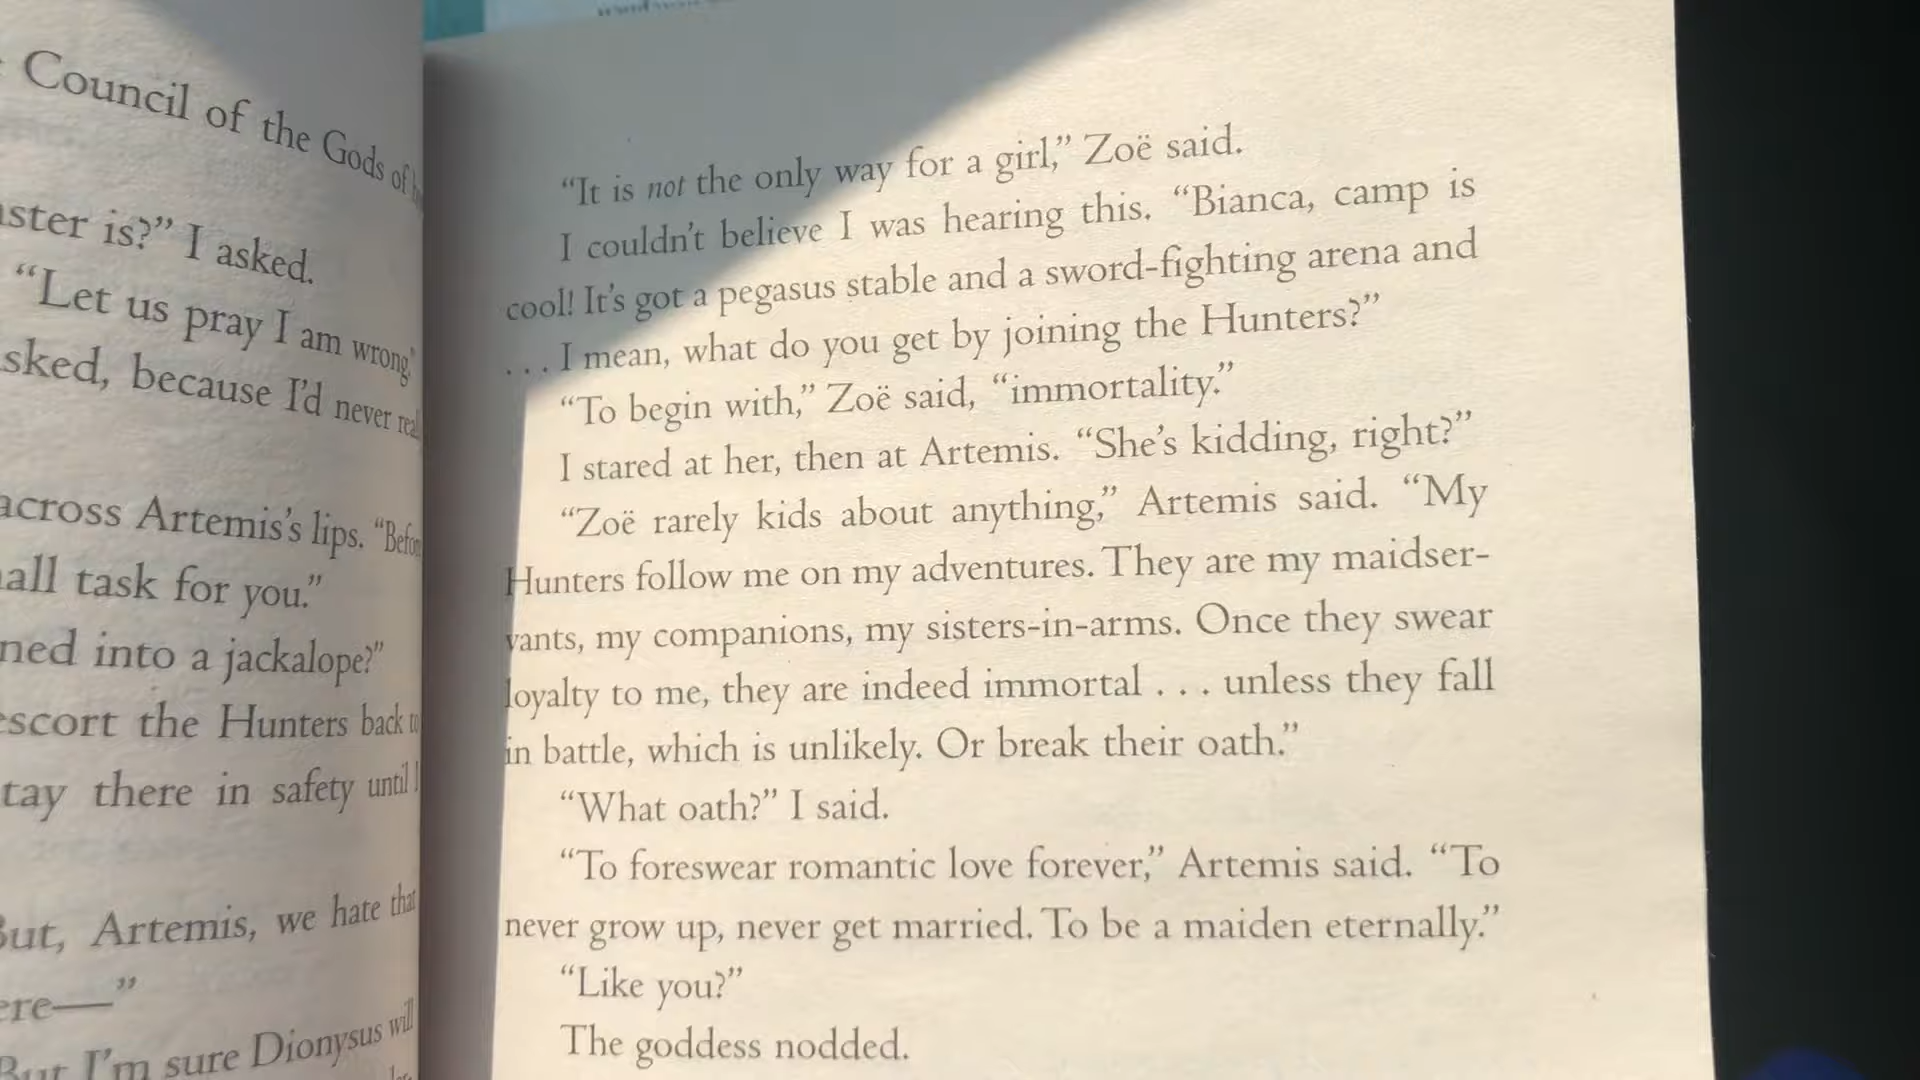 Council of the Gods of
ster is?” I asked.
“Let us pray I am wrong.”
sked, because I’d never
across Artemis’s lips. “Before
all task for you.”
ned into a jackalope?”
escort the Hunters back to
tay there in safety until I
But, Artemis, we hate that
ere—”
But I’m sure Dionysus will
“It is not the only way for a girl,” Zoë said.
I couldn’t believe I was hearing this. “Bianca, camp is
cool! It’s got a pegasus stable and a sword-fighting arena and
. . . I mean, what do you get by joining the Hunters?”
“To begin with,” Zoë said, “immortality.”
I stared at her, then at Artemis. “She’s kidding, right?”
“Zoë rarely kids about anything,” Artemis said. “My
Hunters follow me on my adventures. They are my maidser-
vants, my companions, my sisters-in-arms. Once they swear
loyalty to me, they are indeed immortal . . . unless they fall
in battle, which is unlikely. Or break their oath.”
“What oath?” I said.
“To foreswear romantic love forever,” Artemis said. “To
never grow up, never get married. To be a maiden eternally.”
“Like you?”
The goddess nodded.